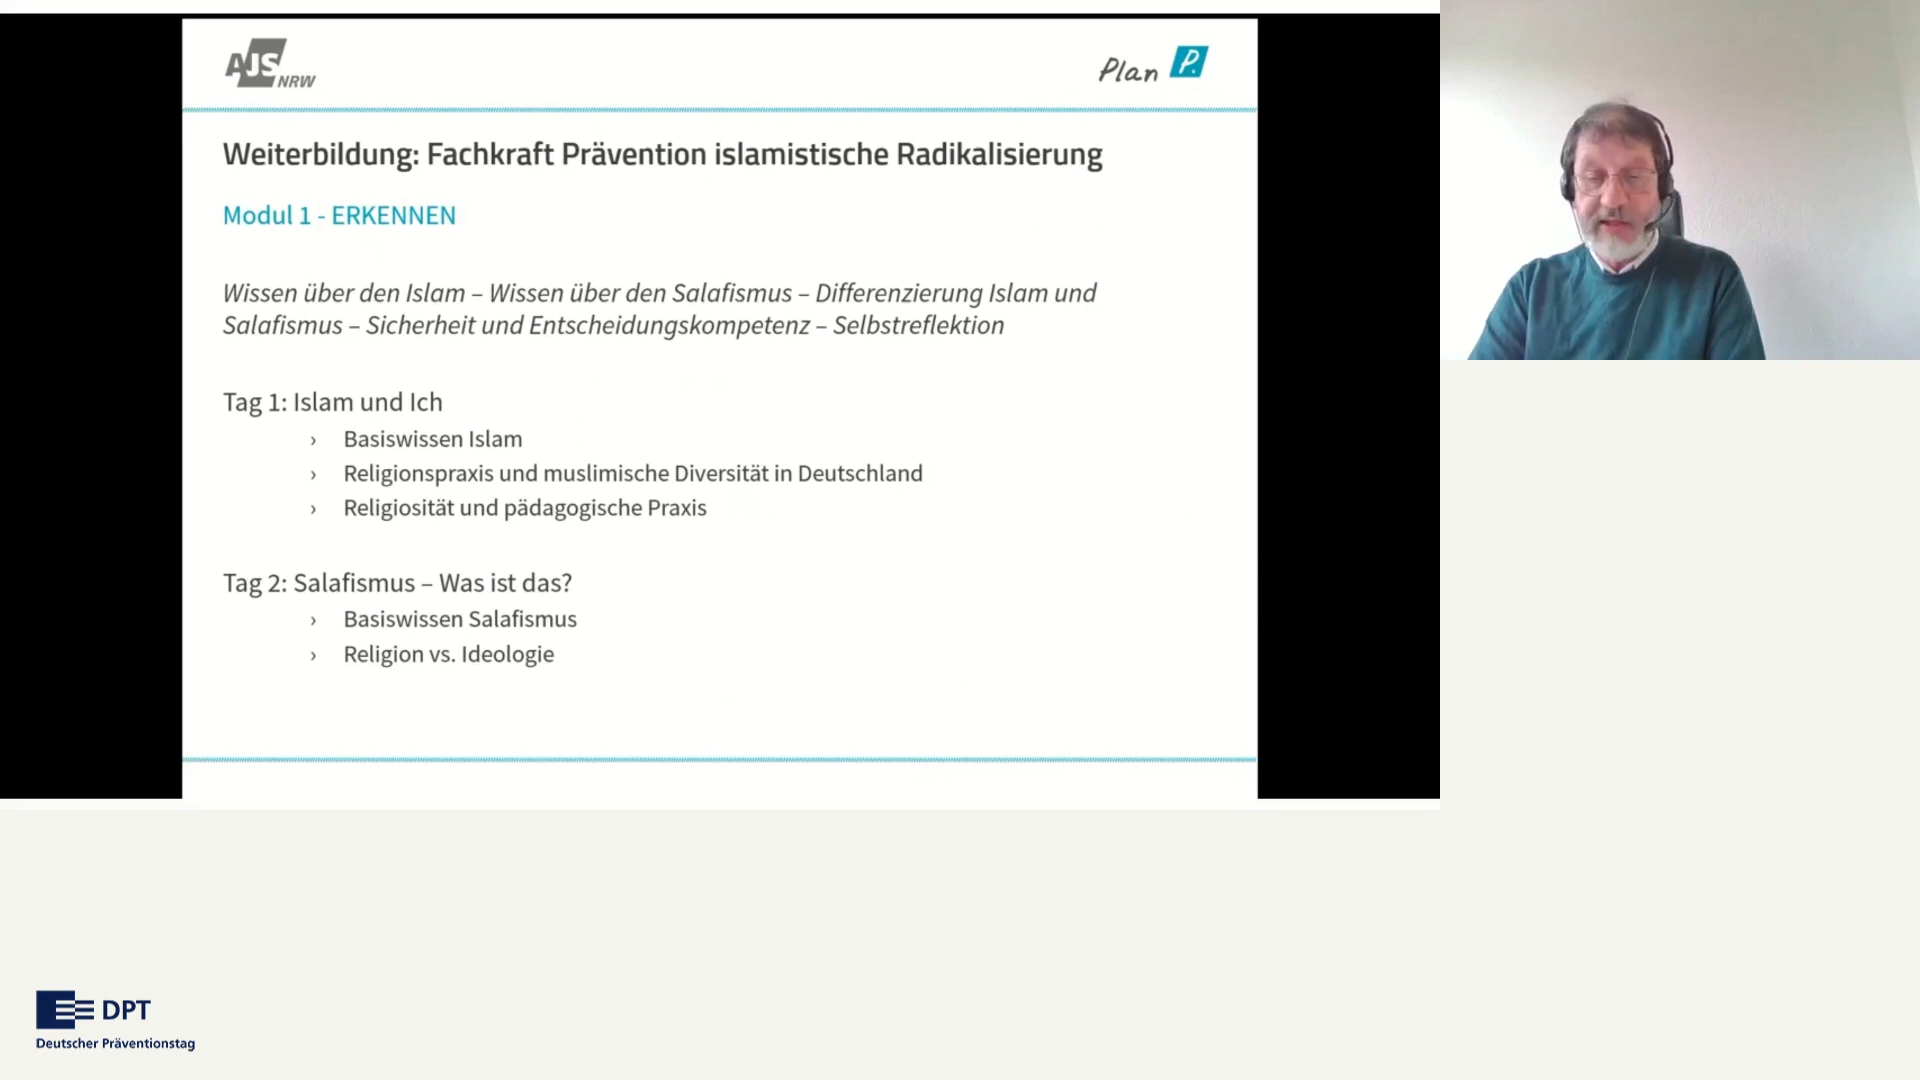 AJS NRW
Plan P.
Weiterbildung: Fachkraft Prävention islamistische Radikalisierung
Modul 1 - ERKENNEN
Wissen über den Islam – Wissen über den Salafismus – Differenzierung Islam und
Salafismus – Sicherheit und Entscheidungskompetenz – Selbstreflektion
Tag 1: Islam und Ich
› Basiswissen Islam
› Religionspraxis und muslimische Diversität in Deutschland
› Religiosität und pädagogische Praxis
Tag 2: Salafismus – Was ist das?
› Basiswissen Salafismus
› Religion vs. Ideologie
DPT
Deutscher Präventionstag